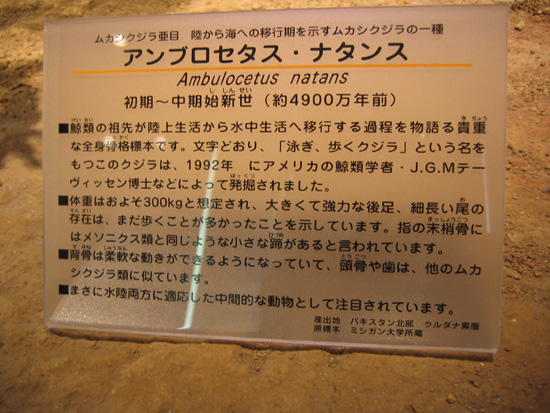 ムカシクジラ亜目 陸から海への移行期を示すムカシクジラの一種
アンブロセタス・ナタンス
Ambulocetus natans
初期～中期始新世（約4900万年前）
■鯨類の祖先が陸上生活から水中生活へ移行する過程を物語る貴重
な全身骨格標本です。文字どおり、「泳ぎ、歩くクジラ」という名を
もつこのクジラは、1992年 にアメリカの鯨類学者・J.G.Mテー
ヴィッセン博士などによって発掘されました。
■体重はおよそ300kgと想定され、大きくて強力な後足、細長い尾の
存在は、まだ歩くことが多かったことを示しています。指の末梢骨に
はメソニクス類と同じような小さな蹄があると言われています。
■背骨は柔軟な動きができるようになっていて、頭骨や歯は、他のムカ
シクジラ類に似ています。
■まさに水陸両方に適応した中間的な動物として注目されています。
産出地 パキスタン北部 クルダナ累層
原標本 ミシガン大学所蔵